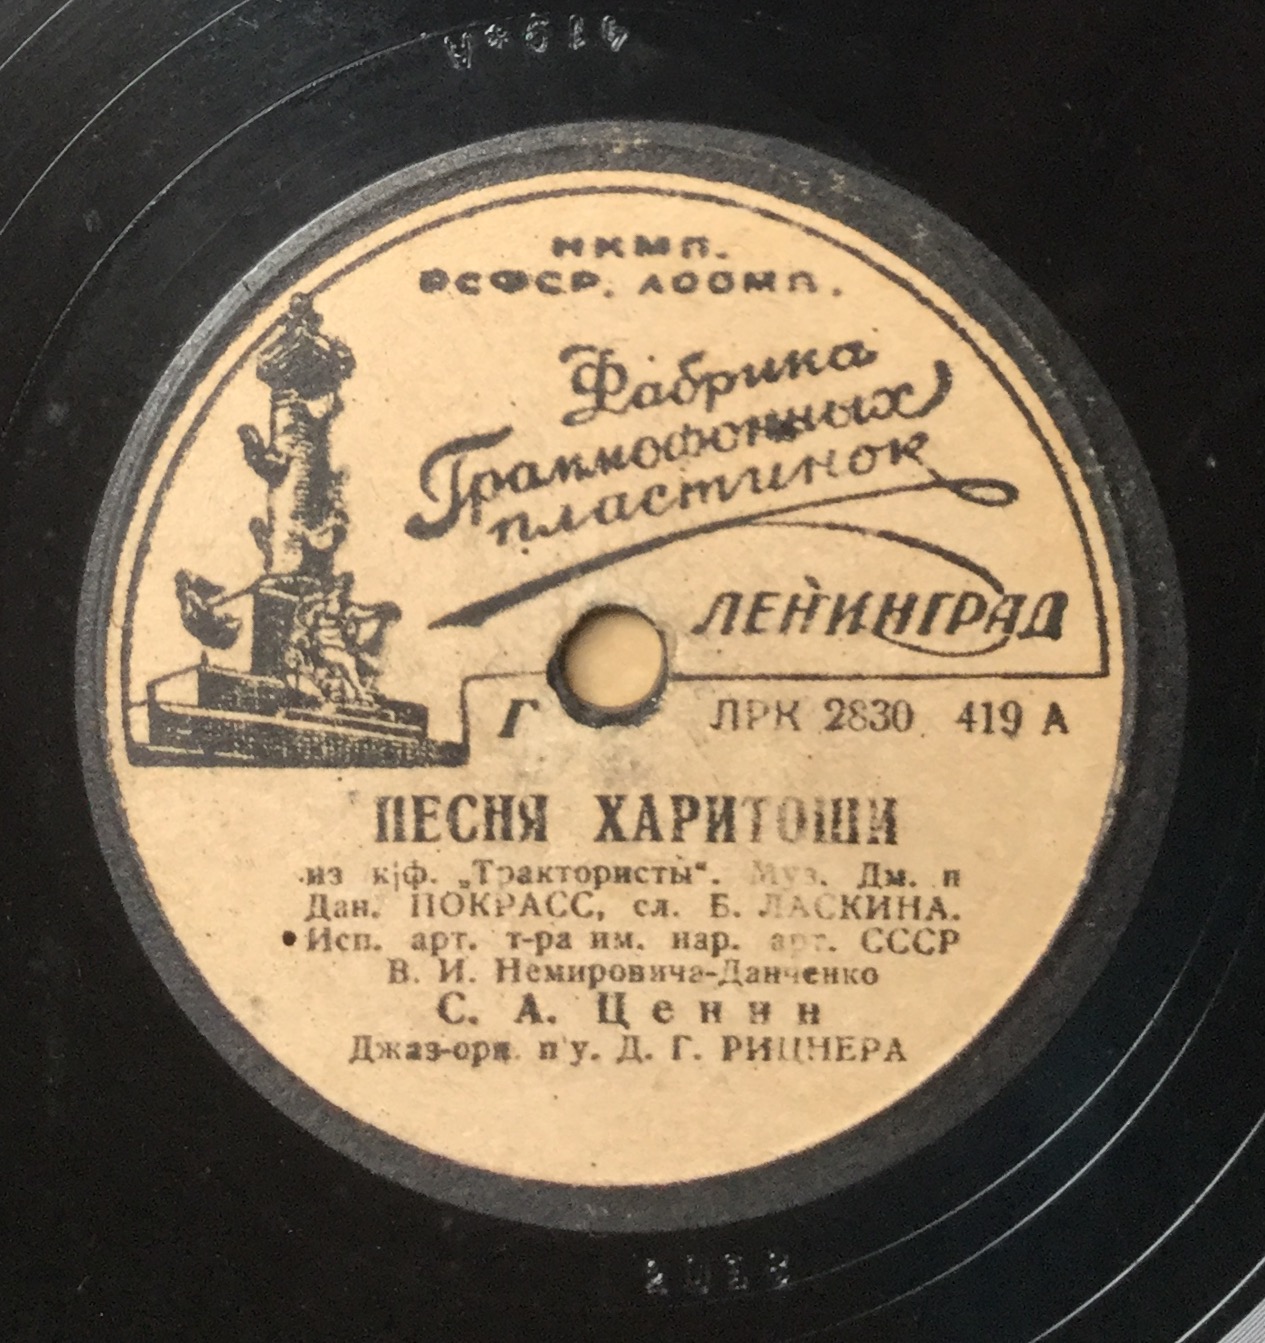 419*А
НКМП.
РСФСР. ЛООМП.
Фабрика
Граммофонных
пластинок
ЛЕНИНГРАД
Г ЛРК 2830 419 А
ПЕСНЯ ХАРИТОШИ
из к/ф. „Трактористы“. Муз. Дм. и
Дан. ПОКРАСС, сл. Б. ЛАСКИНА.
Исп. арт. т-ра им. нар. арт. СССР
В. И. Немировича-Данченко
С. А. Ценин
Джаз-орк. п/у. Д. Г. РИЦНЕРА